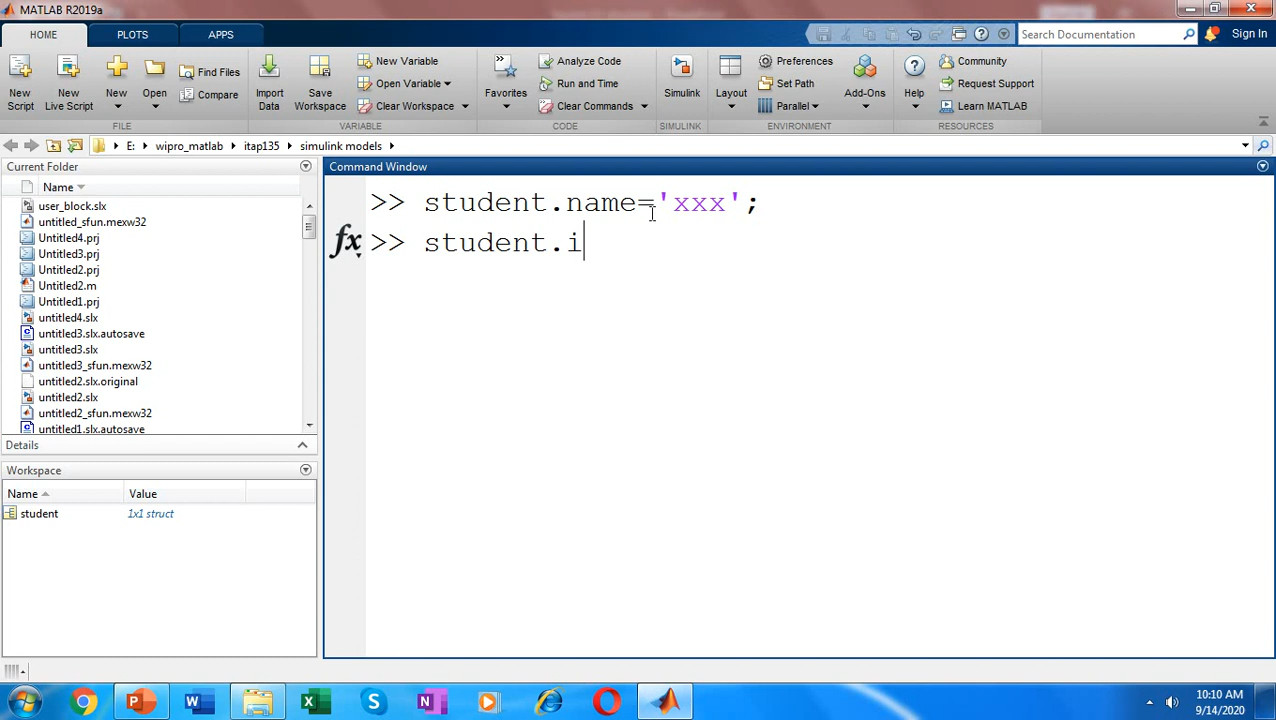 MATLAB R2019a
HOME PLOTS APPS Search Documentation Sign In
New Script New Live Script New Open Find Files Compare Import Data Save Workspace New Variable Open Variable Clear Workspace Favorites Analyze Code Run and Time Clear Commands Simulink Layout Preferences Set Path Parallel Add-Ons Help Community Request Support Learn MATLAB
FILE VARIABLE CODE SIMULINK ENVIRONMENT RESOURCES
E: wipro_matlab itap135 simulink models
Current Folder
Name
user_block.slx
untitled_sfun.mexw32
Untitled4.prj
Untitled3.prj
Untitled2.prj
Untitled2.m
Untitled1.prj
untitled4.slx
untitled3.slx.autosave
untitled3.slx
untitled3_sfun.mexw32
untitled2.slx.original
untitled2.slx
untitled2_sfun.mexw32
untitled1.slx.autosave
Details
Workspace
Name Value
student 1x1 struct
Command Window
>> student.name='xxx';
fx >> student.i
10:10 AM
9/14/2020